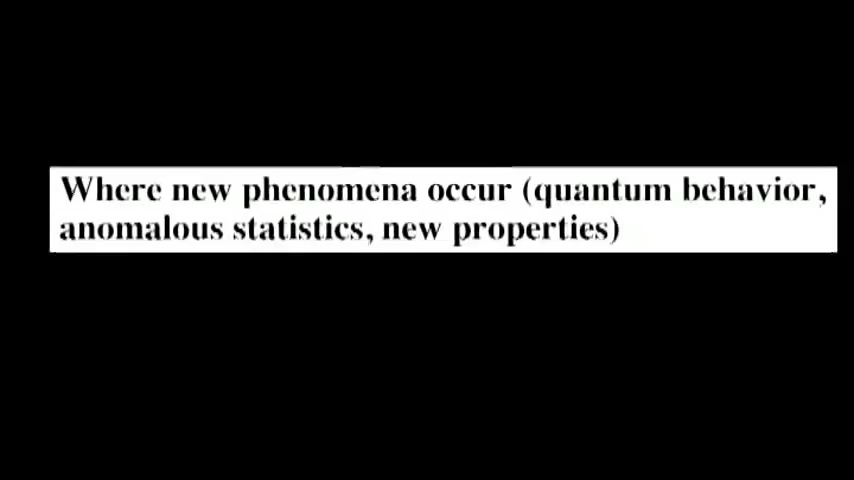 Where new phenomena occur (quantum behavior,
anomalous statistics, new properties)